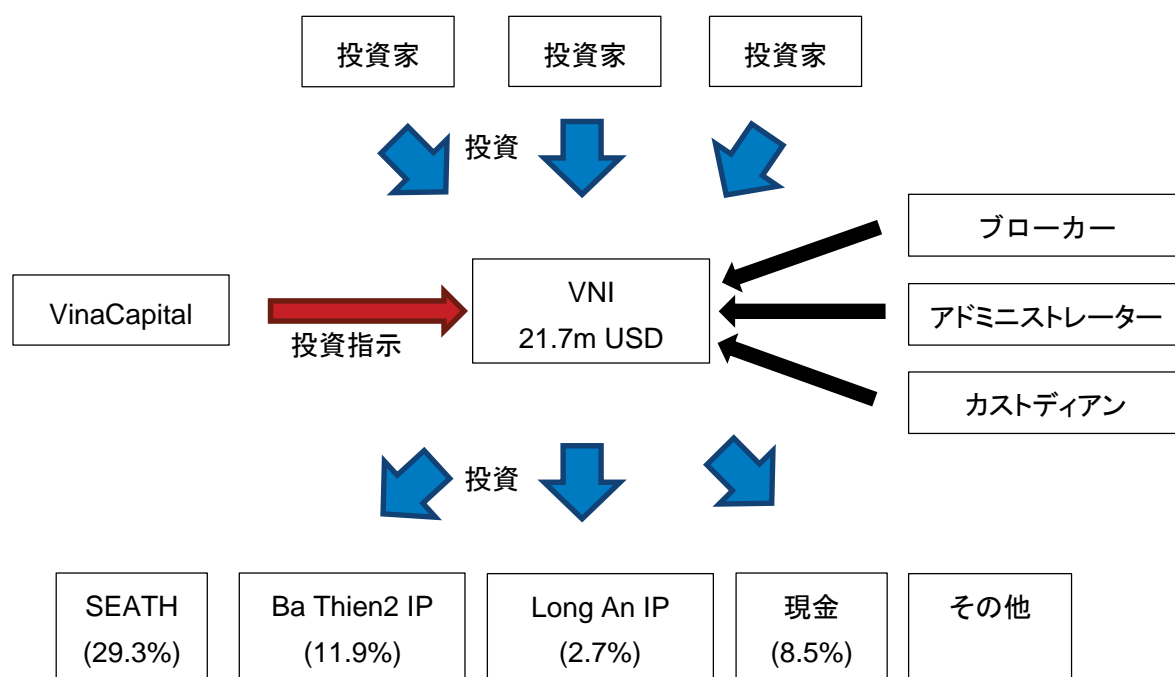 投資家
投資家
投資家
投資
VinaCapital
投資指示
VNI
21.7m USD
ブローカー
アドミニストレーター
カストディアン
投資
SEATH
(29.3%)
Ba Thien2 IP
(11.9%)
Long An IP
(2.7%)
現金
(8.5%)
その他